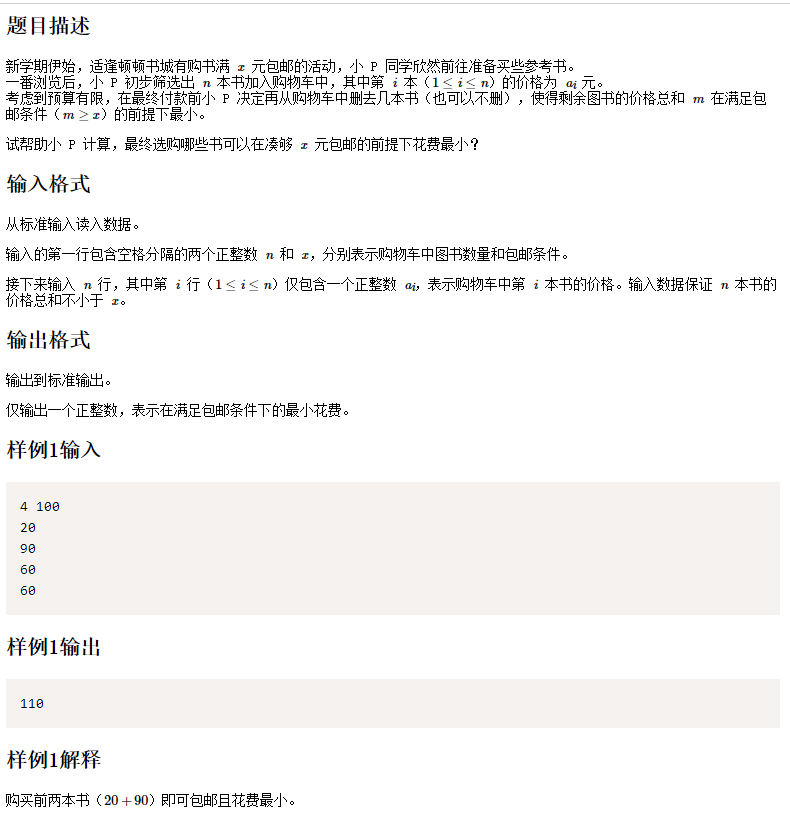 题目描述
新学期伊始，适逢顿顿书城有购书满 x 元包邮的活动，小 P 同学欣然前往准备买些参考书。
一番浏览后，小 P 初步筛选出 n 本书加入购物车中，其中第 i 本（1 ≤ i ≤ n）的价格为 aᵢ 元。
考虑到预算有限，在最终付款前小 P 决定再从购物车中删去几本书（也可以不删），使得剩余图书的价格总和 m 在满足包
邮条件（m ≥ x）的前提下最小。
试帮助小 P 计算，最终选购哪些书可以在凑够 x 元包邮的前提下花费最小？
输入格式
从标准输入读入数据。
输入的第一行包含空格分隔的两个正整数 n 和 x，分别表示购物车中图书数量和包邮条件。
接下来输入 n 行，其中第 i 行（1 ≤ i ≤ n）仅包含一个正整数 aᵢ，表示购物车中第 i 本书的价格。输入数据保证 n 本书的
价格总和不小于 x。
输出格式
输出到标准输出。
仅输出一个正整数，表示在满足包邮条件下的最小花费。
样例1输入
4 100
20
90
60
60
样例1输出
110
样例1解释
购买前两本书（20 + 90）即可包邮且花费最小。